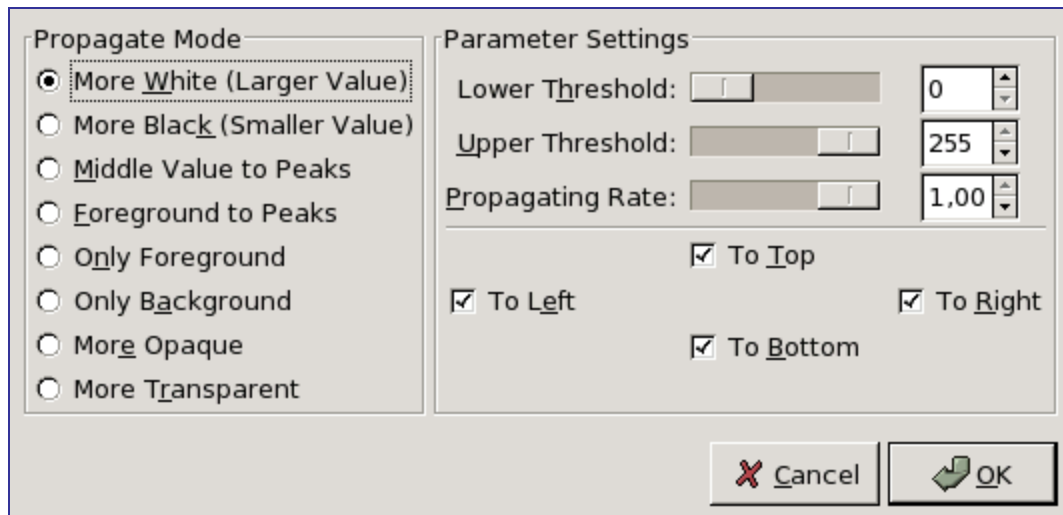 Propagate Mode
More White (Larger Value)
More Black (Smaller Value)
Middle Value to Peaks
Foreground to Peaks
Only Foreground
Only Background
More Opaque
More Transparent
Parameter Settings
Lower Threshold: 0
Upper Threshold: 255
Propagating Rate: 1,00
To Top
To Left To Right
To Bottom
Cancel OK